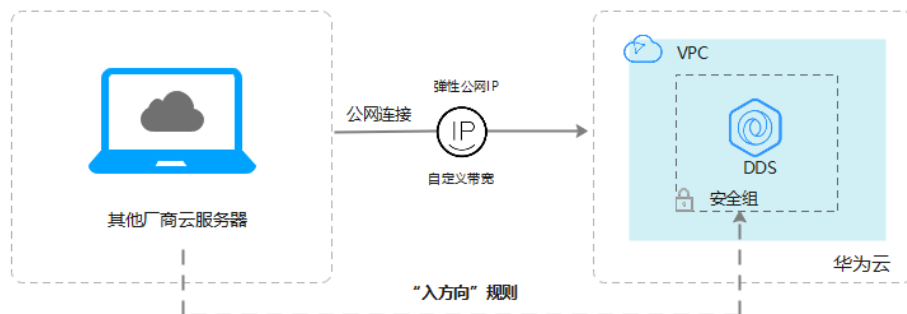 VPC
弹性公网IP
公网连接
IP
DDS
自定义带宽
安全组
其他厂商云服务器
华为云
“入方向”规则